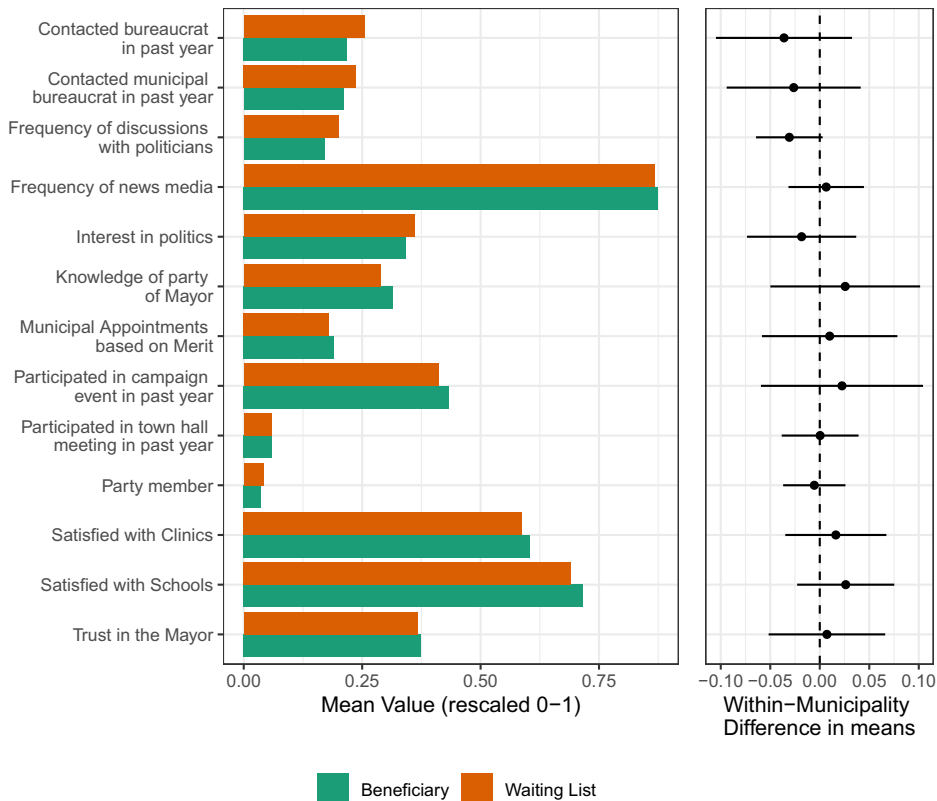 Contacted bureaucrat
in past year
Contacted municipal
bureaucrat in past year
Frequency of discussions
with politicians
Frequency of news media
Interest in politics
Knowledge of party
of Mayor
Municipal Appointments
based on Merit
Participated in campaign
event in past year
Participated in town hall
meeting in past year
Party member
Satisfied with Clinics
Satisfied with Schools
Trust in the Mayor
0.00 0.25 0.50 0.75
Mean Value (rescaled 0−1)
−0.10 −0.05 0.00 0.05 0.10
Within−Municipality
Difference in means
Beneficiary Waiting List